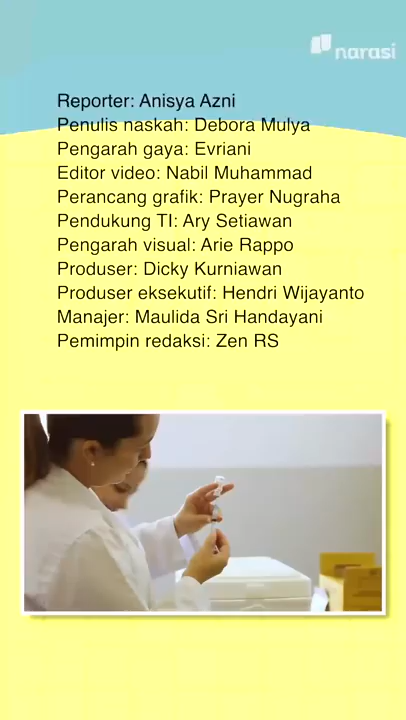 narasi
Reporter: Anisya Azni
Penulis naskah: Debora Mulya
Pengarah gaya: Evriani
Editor video: Nabil Muhammad
Perancang grafik: Prayer Nugraha
Pendukung TI: Ary Setiawan
Pengarah visual: Arie Rappo
Produser: Dicky Kurniawan
Produser eksekutif: Hendri Wijayanto
Manajer: Maulida Sri Handayani
Pemimpin redaksi: Zen RS